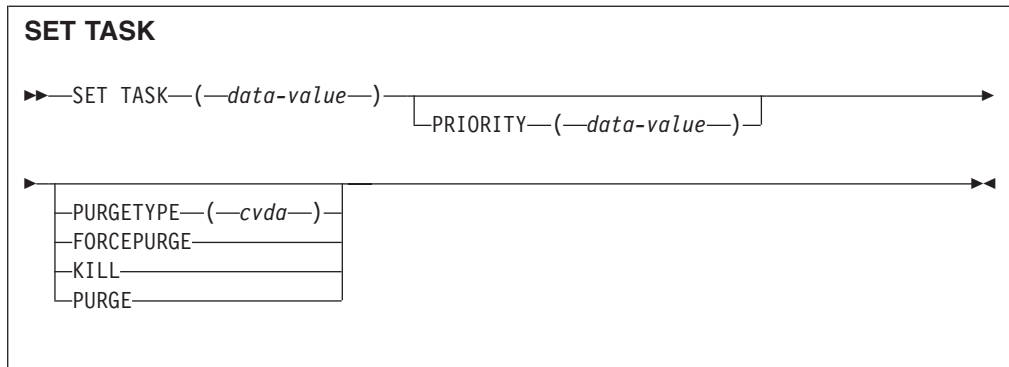 SET TASK
SET TASK ( data-value )
PRIORITY ( data-value )
PURGETYPE ( cvda )
FORCEPURGE
KILL
PURGE